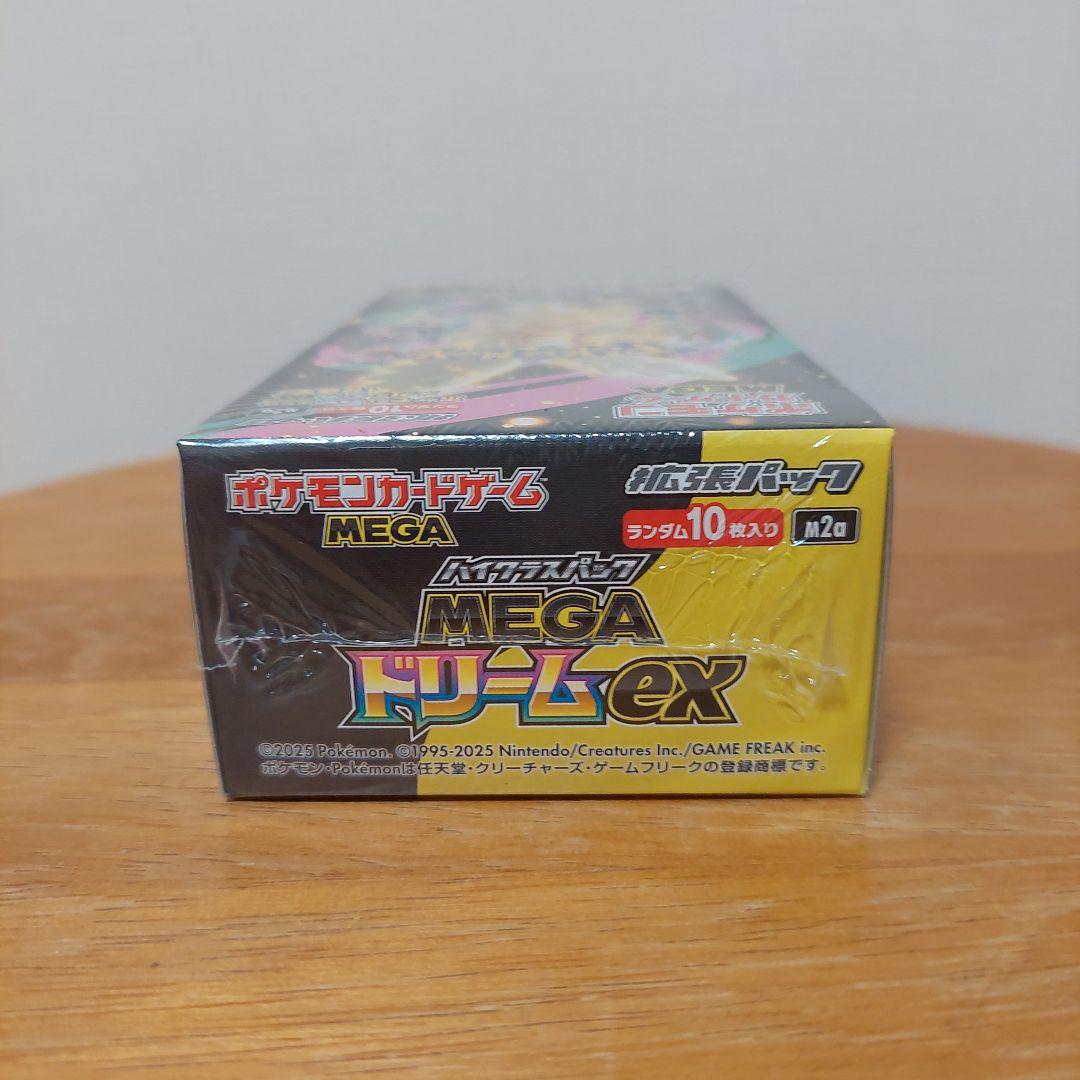 ポケモンカードゲーム
MEGA
拡張パック
ランダム10枚入り M2a
ハイクラスパック
MEGA
ドリームex
©2025 Pokémon. ©1995-2025 Nintendo/Creatures Inc./GAME FREAK inc.
ポケモン・Pokémonは任天堂・クリーチャーズ・ゲームフリークの登録商標です。